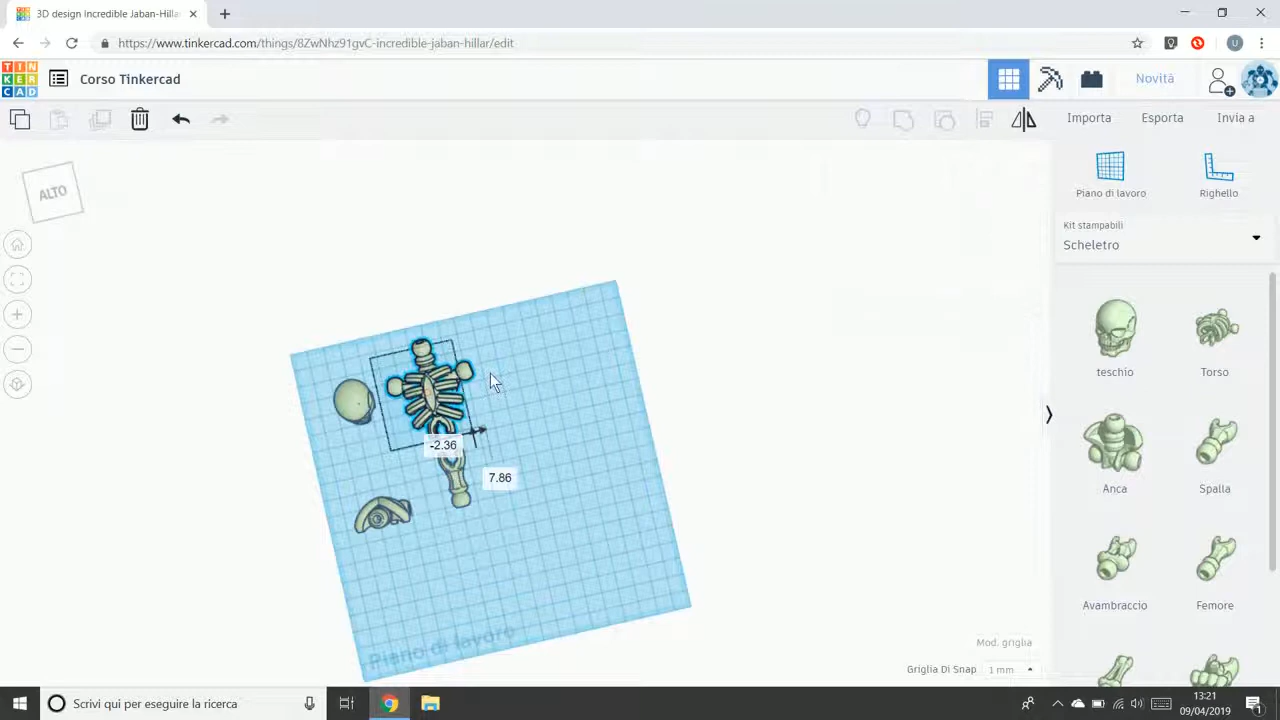 3D design Incredible Jaban-Hilla
https://www.tinkercad.com/things/8ZwNhz91gvC-incredible-jaban-hillar/edit
U
TIN
KER
CAD
Corso Tinkercad
Novità
Importa
Esporta
Invia a
ALTO
Piano di lavoro
Righello
Kit stampabili
Scheletro
teschio
Torso
-2.36
7.86
Anca
Spalla
Avambraccio
Femore
Piano di lavoro
Mod. griglia
Griglia Di Snap
1 mm
Scrivi qui per eseguire la ricerca
13:21
09/04/2019
1